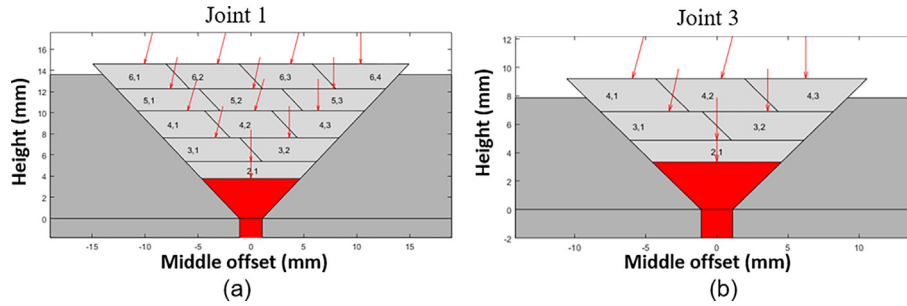 Joint 1
Height (mm)
16
14
12
10
8
6
4
2
0
6,1 6,2 6,3 6,4
5,1 5,2 5,3
4,1 4,2 4,3
3,1 3,2
2,1
-15 -10 -5 0 5 10 15
Middle offset (mm)
(a)
Joint 3
Height (mm)
12
10
8
6
4
2
0
-2
4,1 4,2 4,3
3,1 3,2
2,1
-10 -5 0 5 10
Middle offset (mm)
(b)